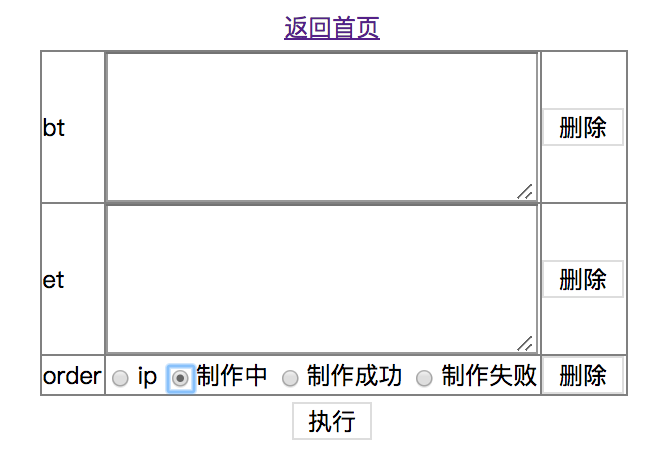 返回首页
bt 删除
et 删除
order ip 制作中 制作成功 制作失败 删除
执行